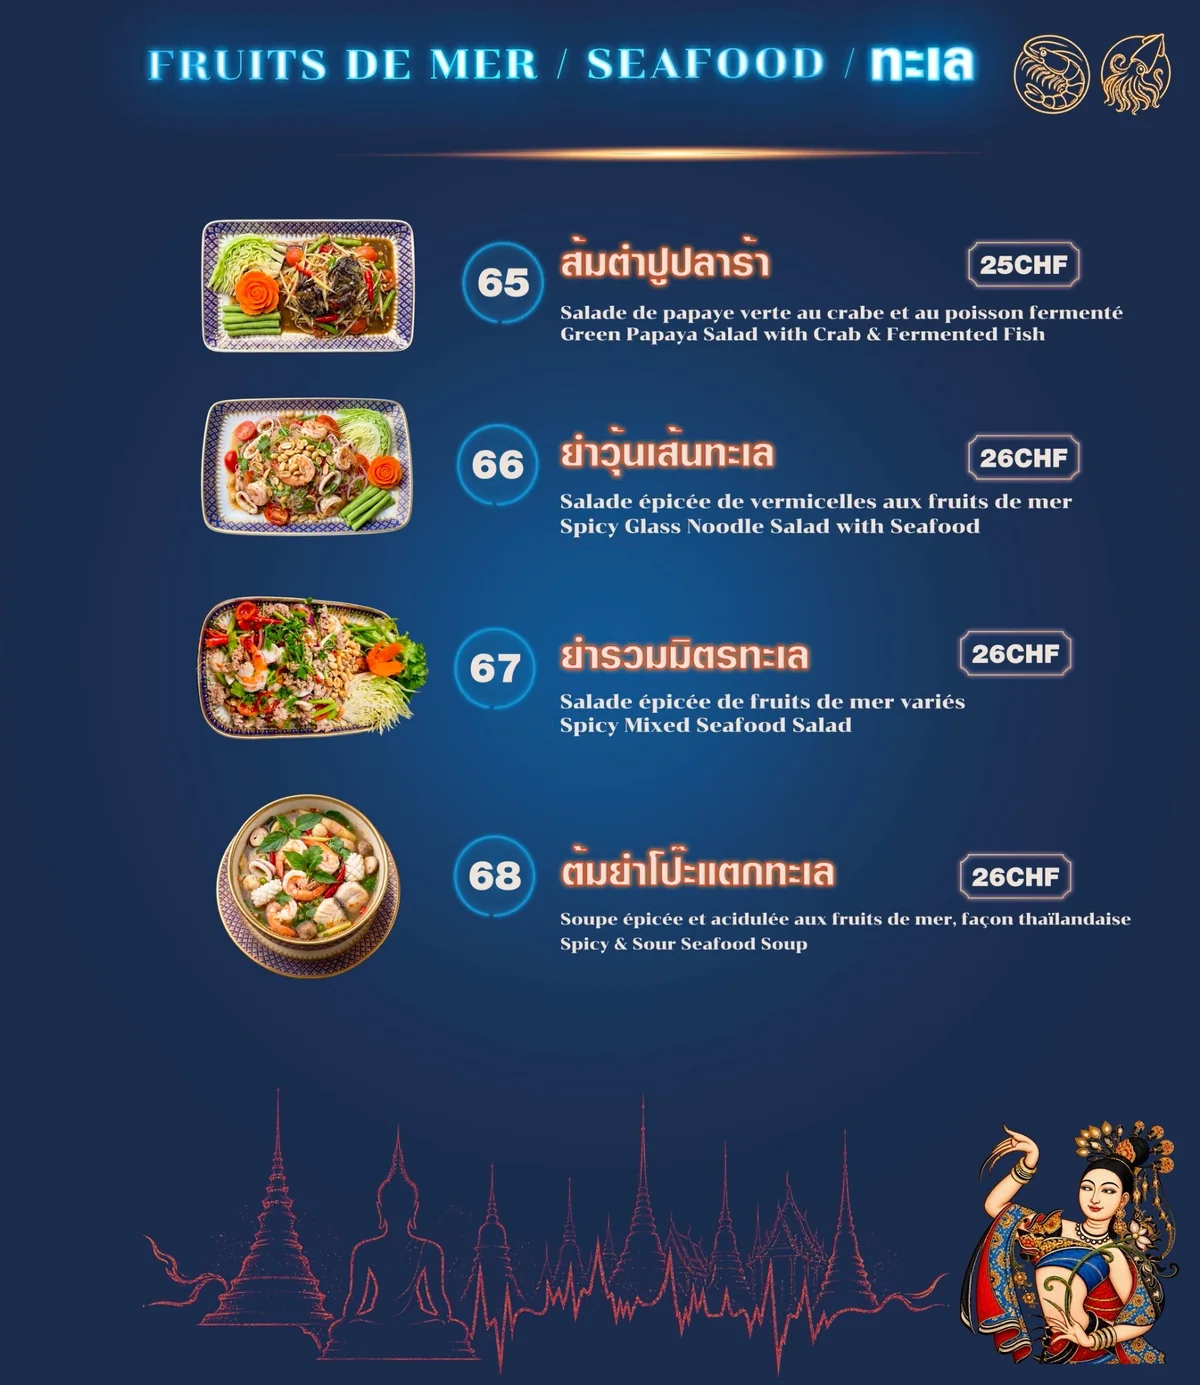 FRUITS DE MER / SEAFOOD / ทะเล
65
ส้มตำปูปลาร้า
25CHF
Salade de papaye verte au crabe et au poisson fermenté
Green Papaya Salad with Crab & Fermented Fish
66
ยำวุ้นเส้นทะเล
26CHF
Salade épicée de vermicelles aux fruits de mer
Spicy Glass Noodle Salad with Seafood
67
ยำรวมมิตรทะเล
26CHF
Salade épicée de fruits de mer variés
Spicy Mixed Seafood Salad
68
ต้มยำโป๊ะแตกทะเล
26CHF
Soupe épicée et acidulée aux fruits de mer, façon thaïlandaise
Spicy & Sour Seafood Soup